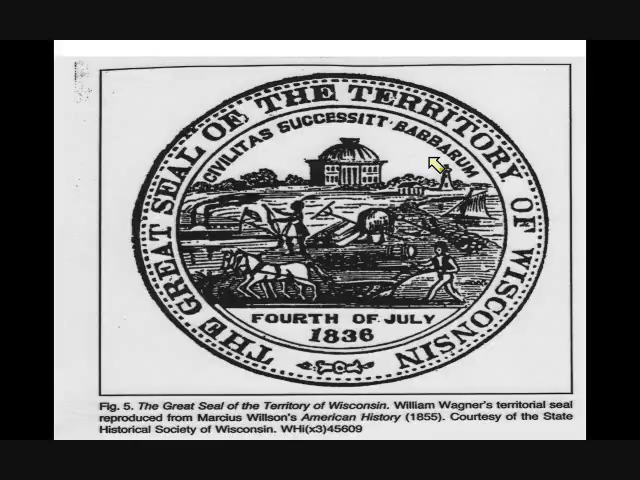 THE GREAT SEAL OF THE TERRITORY OF WISCONSIN
CIVILITAS SUCCESSITT · BARBARUM
FOURTH OF JULY
1836
Fig. 5. The Great Seal of the Territory of Wisconsin. William Wagner's territorial seal
reproduced from Marcius Willson's American History (1855). Courtesy of the State
Historical Society of Wisconsin. WHi(x3)45609